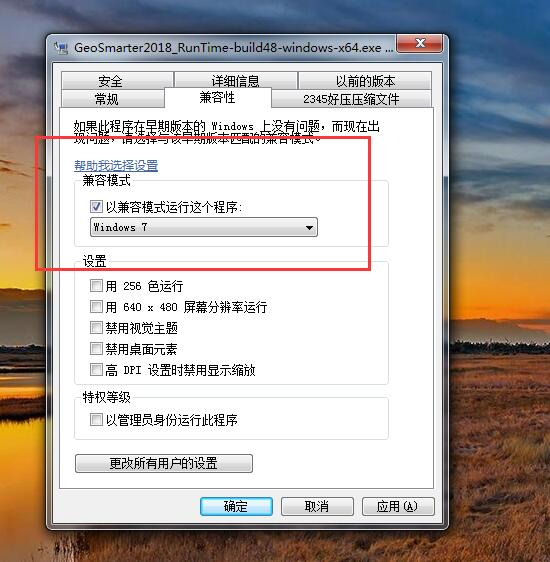 GeoSmarter2018_RunTime-build48-windows-x64.exe ...
安全 详细信息 以前的版本
常规 兼容性 2345好压压缩文件
如果此程序在早期版本的 Windows 上没有问题，而现在出
现问题，请选择与该早期版本匹配的兼容模式。
帮助我选择设置
兼容模式
以兼容模式运行这个程序:
Windows 7
设置
用 256 色运行
用 640 x 480 屏幕分辨率运行
禁用视觉主题
禁用桌面元素
高 DPI 设置时禁用显示缩放
特权等级
以管理员身份运行此程序
更改所有用户的设置
确定 取消 应用(A)